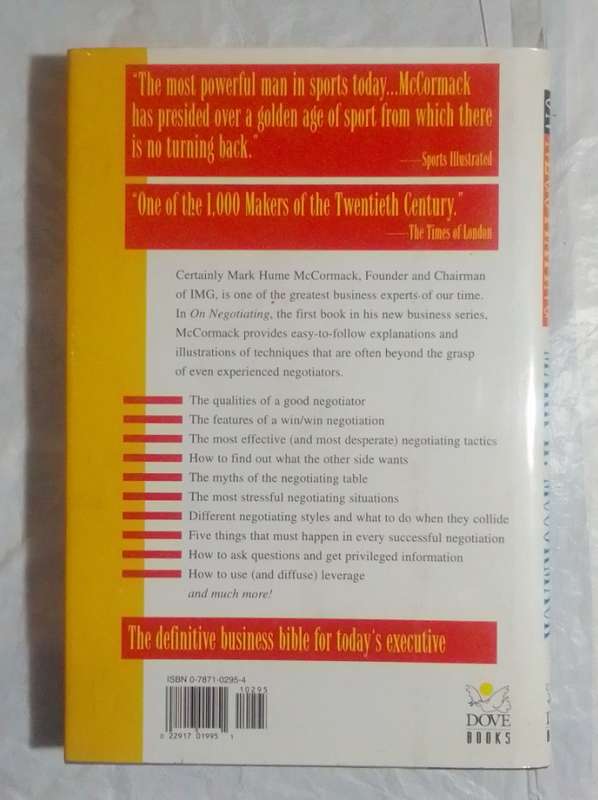 "The most powerful man in sports today...McCormack
has presided over a golden age of sport from which there
is no turning back."
——Sports Illustrated
"One of the 1,000 Makers of the Twentieth Century."
——The Times of London
Certainly Mark Hume McCormack, Founder and Chairman
of IMG, is one of the greatest business experts of our time.
In On Negotiating, the first book in his new business series,
McCormack provides easy-to-follow explanations and
illustrations of techniques that are often beyond the grasp
of even experienced negotiators.
The qualities of a good negotiator
The features of a win/win negotiation
The most effective (and most desperate) negotiating tactics
How to find out what the other side wants
The myths of the negotiating table
The most stressful negotiating situations
Different negotiating styles and what to do when they collide
Five things that must happen in every successful negotiation
How to ask questions and get privileged information
How to use (and diffuse) leverage
and much more!
The definitive business bible for today's executive
ISBN 0-7871-0295-4
10295
0 22917 01995 1
DOVE
BOOKS